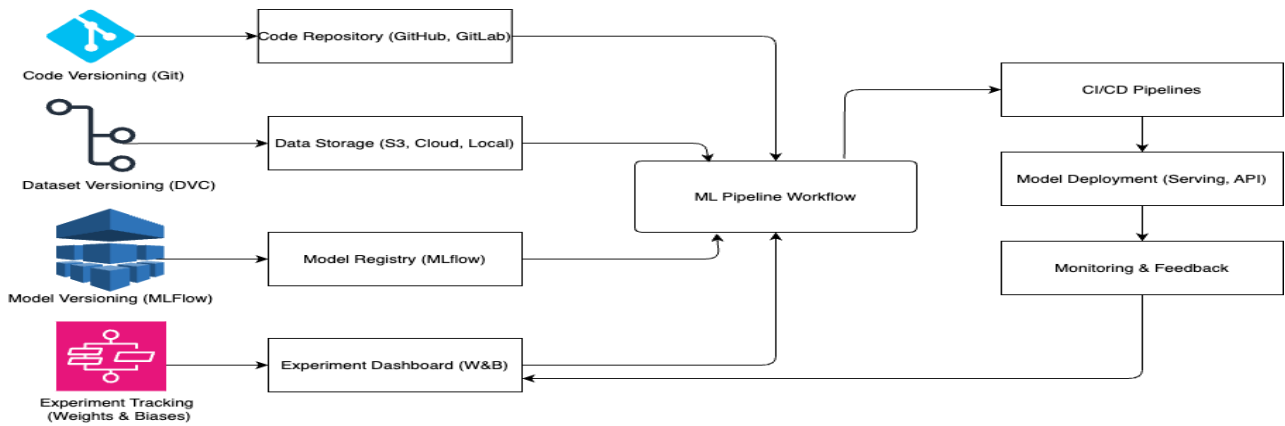 Code Repository (GitHub, GitLab)
Code Versioning (Git)
CI/CD Pipelines
Data Storage (S3, Cloud, Local)
Dataset Versioning (DVC)
Model Deployment (Serving, API)
ML Pipeline Workflow
Model Registry (MLflow)
Model Versioning (MLFlow)
Monitoring & Feedback
Experiment Dashboard (W&B)
Experiment Tracking
(Weights & Biases)